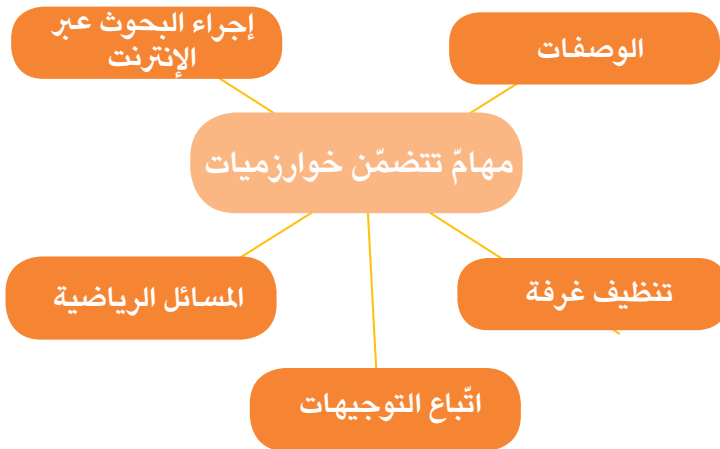 الوصفات
إجراء البحوث عبر
الإنترنت
مهامّ تتضمّن خوارزميات
تنظيف غرفة
المسائل الرياضية
اتّباع التوجيهات